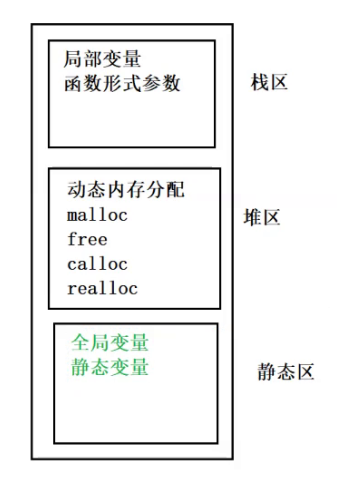 局部变量
函数形式参数
栈区
动态内存分配
malloc
free
calloc
realloc
堆区
全局变量
静态变量
静态区